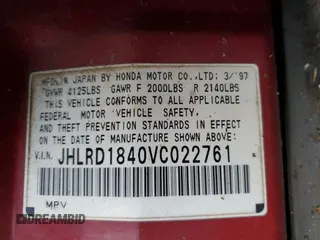 MFD. IN JAPAN BY HONDA MOTOR CO., LTD: 3/'97
GVWR 4125LBS GAWR F 2000LBS R 2140LBS
THIS VEHICLE CONFORMS TO ALL APPLICABLE
FEDERAL MOTOR VEHICLE SAFETY,
AND THEFT PREVENTION STANDARDS IN EFFECT
ON THE DATE OF MANUFACTURE SHOWN ABOVE.
V.I.N. JHLRD1840VC022761
MPV
DREAMBID